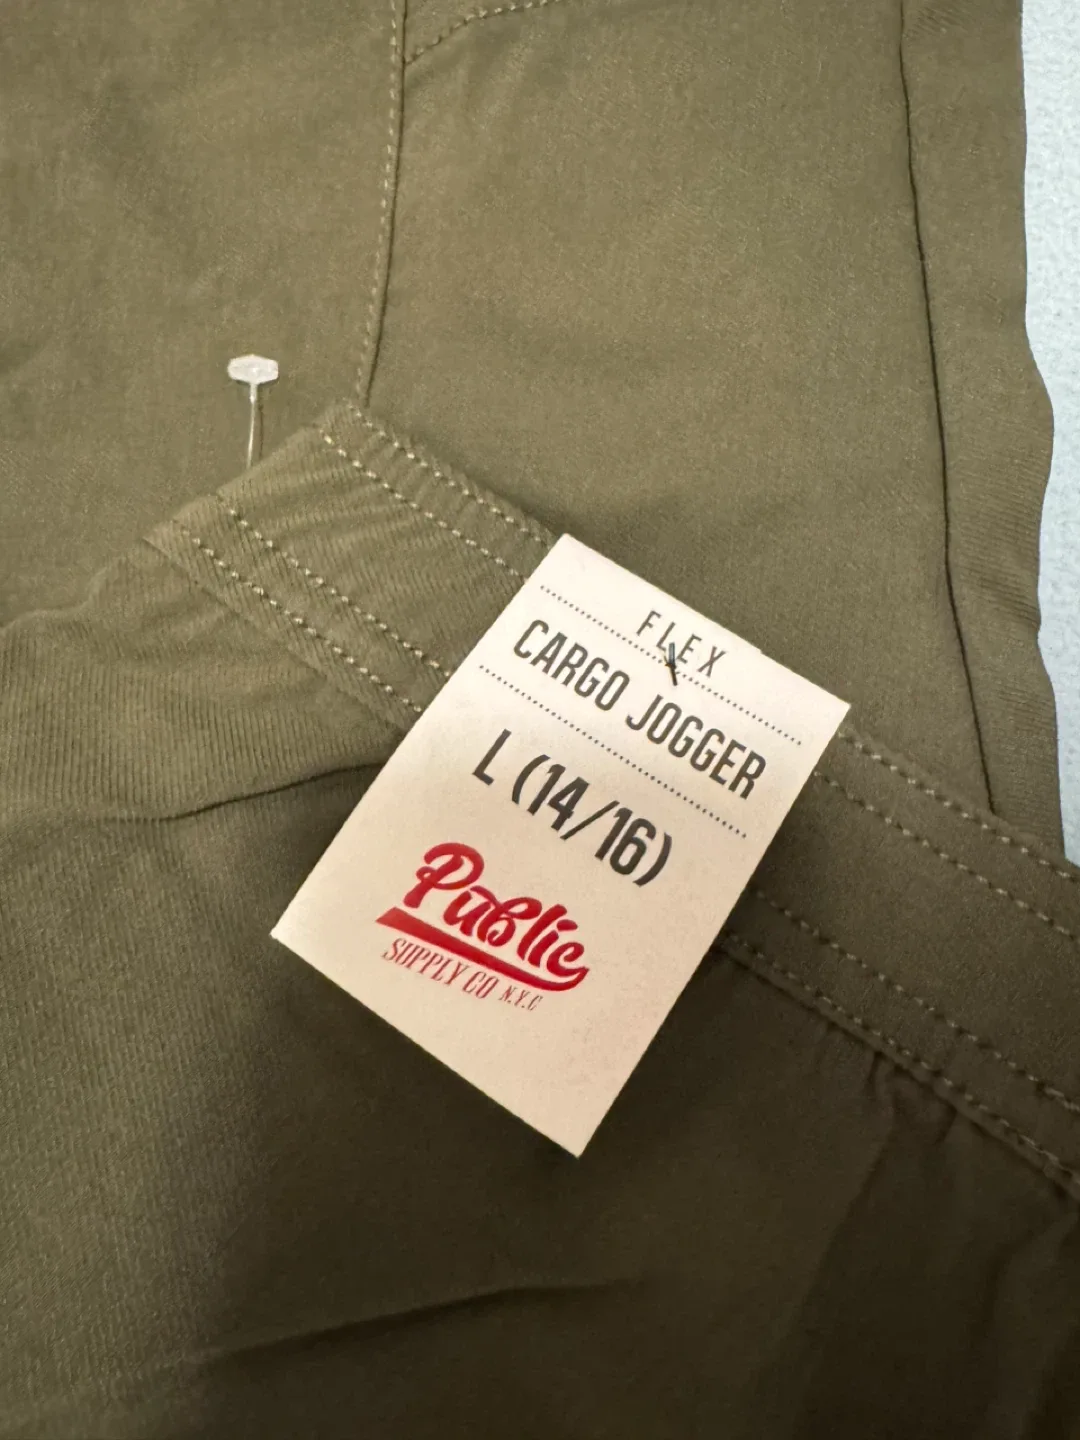 FLEX
CARGO JOGGER
L (14/16)
Public
SUPPLY CO N.Y.C